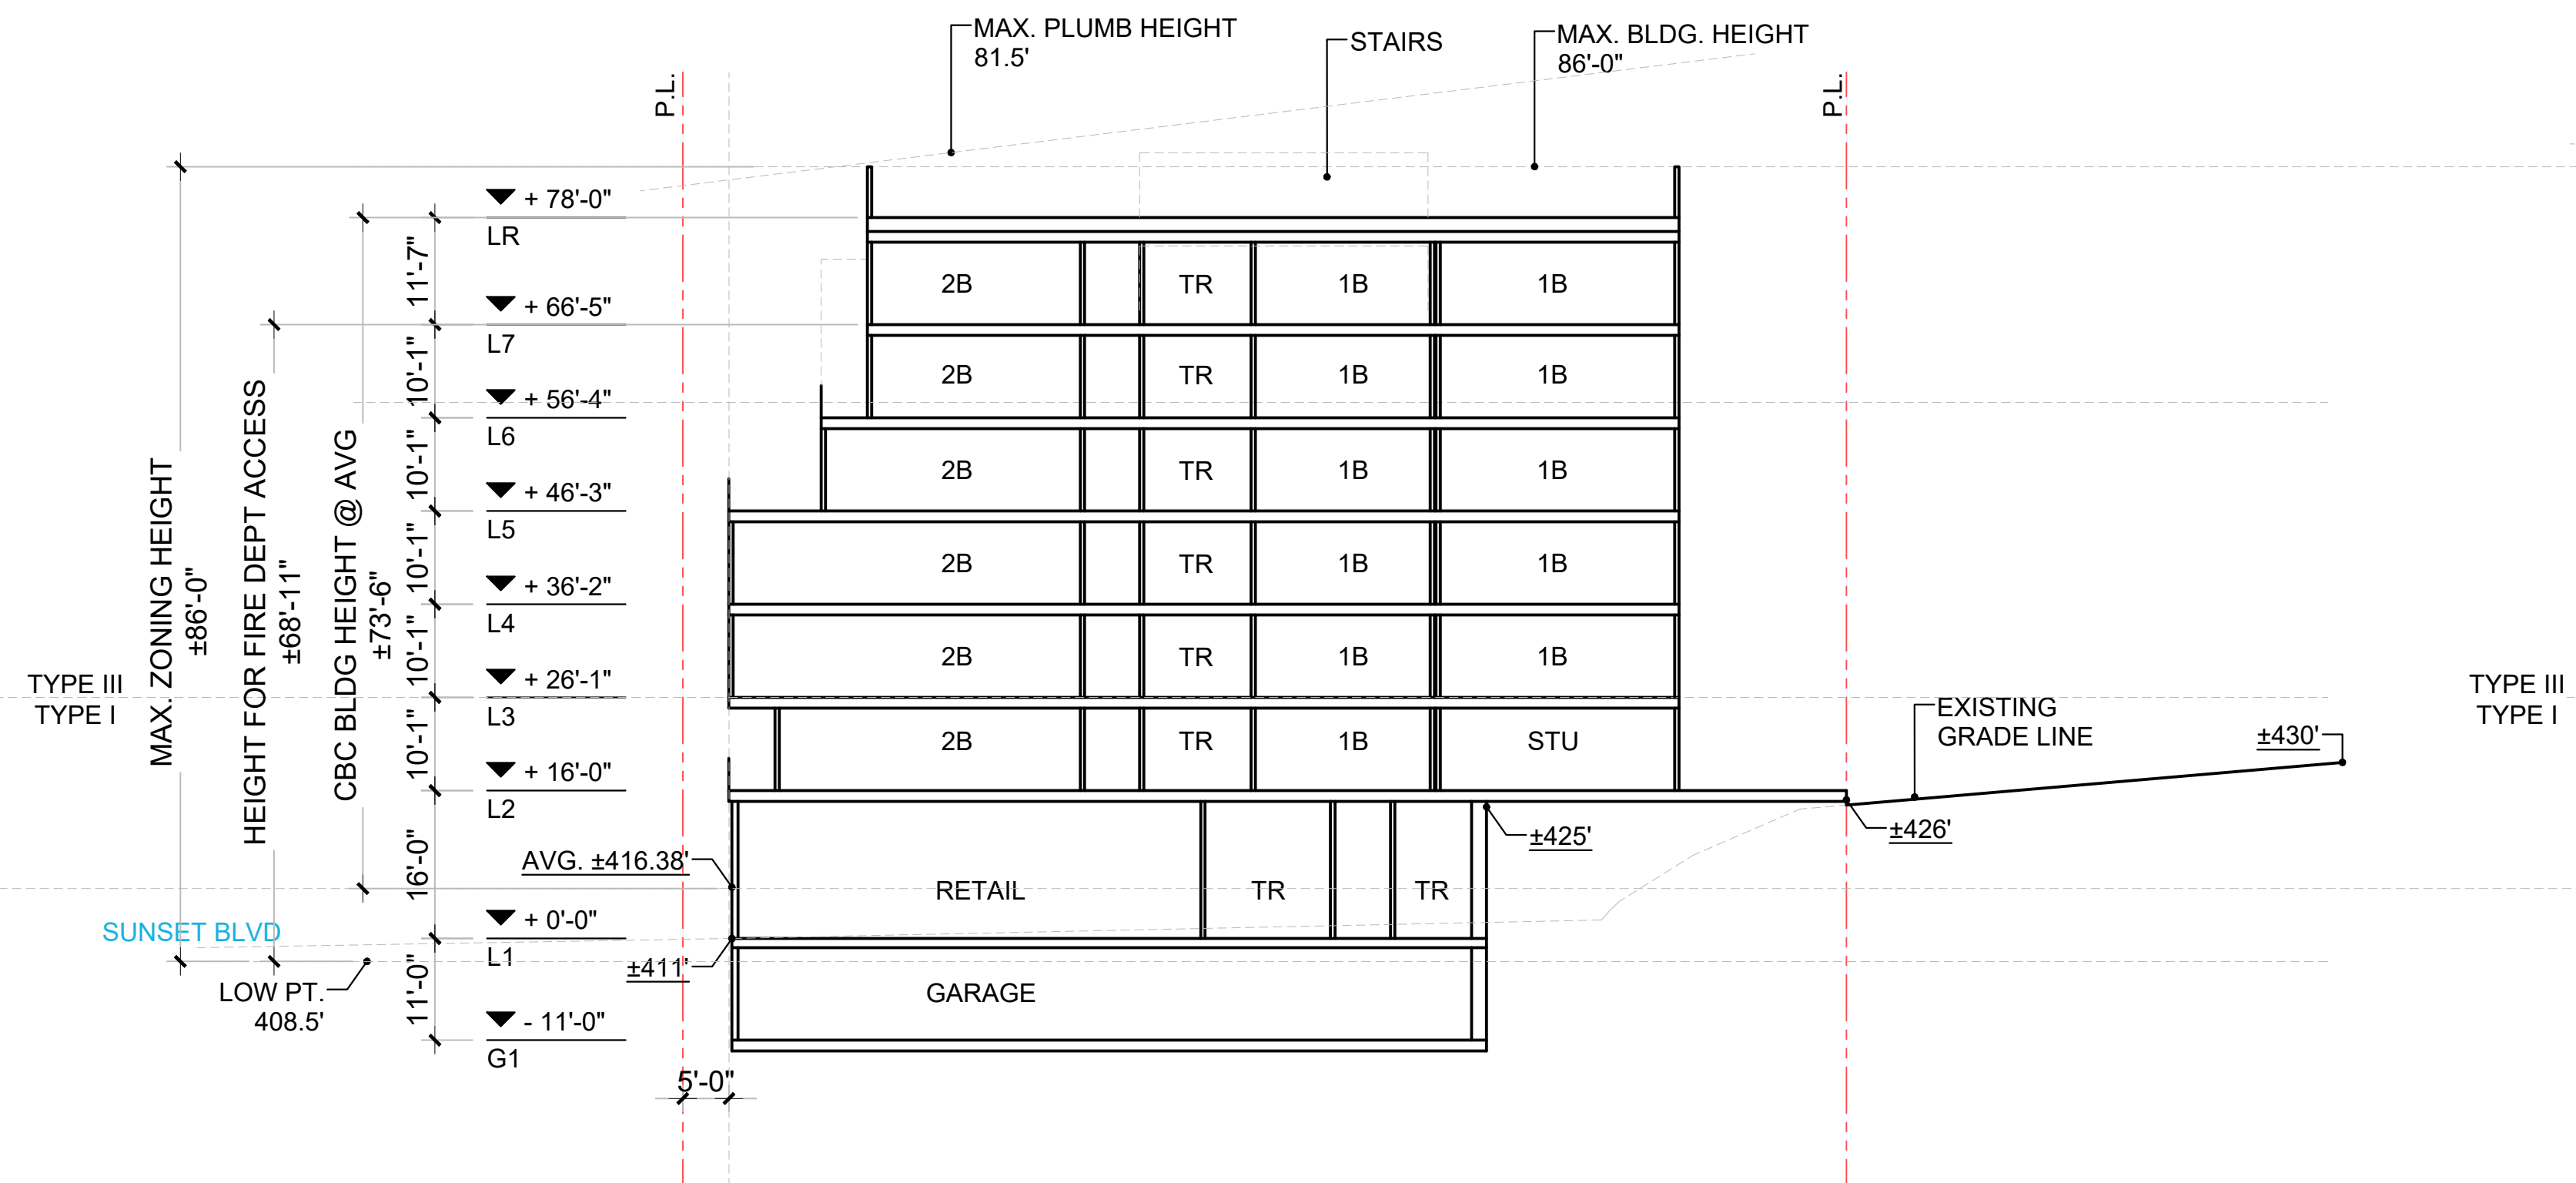 MAX. PLUMB HEIGHT
81.5'
STAIRS
MAX. BLDG. HEIGHT
86'-0"
P.L.
P.L.
+ 78'-0"
LR
11'-7"
+ 66'-5"
L7
10'-1"
+ 56'-4"
L6
10'-1"
+ 46'-3"
L5
10'-1"
+ 36'-2"
L4
10'-1"
+ 26'-1"
L3
10'-1"
+ 16'-0"
L2
16'-0"
+ 0'-0"
L1
11'-0"
- 11'-0"
G1
MAX. ZONING HEIGHT
±86'-0"
HEIGHT FOR FIRE DEPT ACCESS
±68'-11"
CBC BLDG HEIGHT @ AVG
±73'-6"
TYPE III
TYPE I
2B TR 1B 1B
2B TR 1B 1B
2B TR 1B 1B
2B TR 1B 1B
2B TR 1B 1B
2B TR 1B STU
RETAIL TR TR
GARAGE
EXISTING
GRADE LINE
±430'
TYPE III
TYPE I
±425'
±426'
AVG. ±416.38'
SUNSET BLVD
±411'
LOW PT.
408.5'
5'-0"